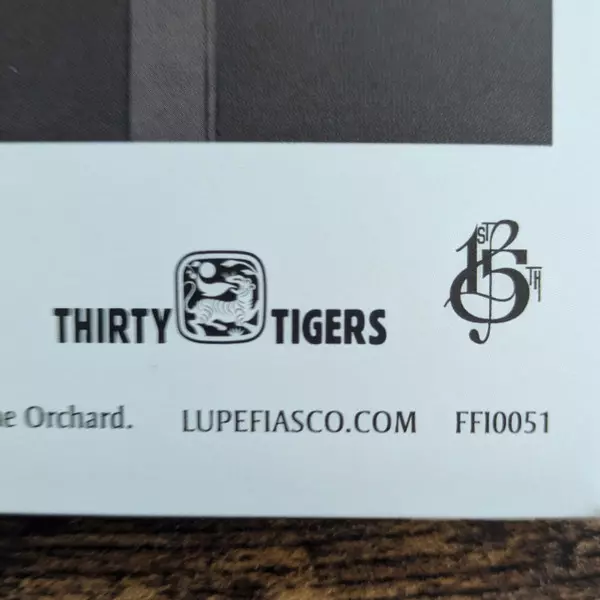 THIRTY TIGERS
1ST 15TH
Orchard. LUPEFIASCO.COM FFI0051